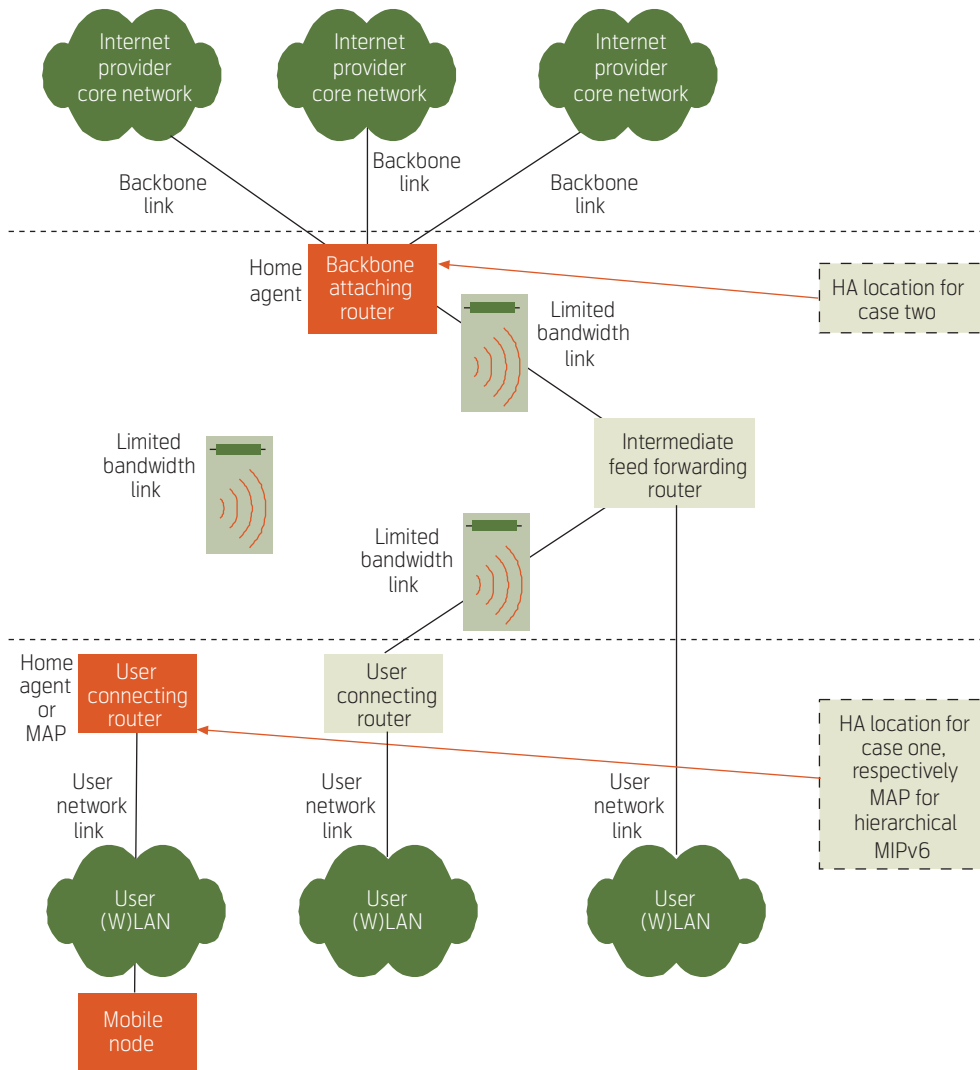 Internet
provider
core network
Internet
provider
core network
Internet
provider
core network
Backbone
link
Backbone
link
Backbone
link
Home
agent
Backbone
attaching
router
HA location for
case two
Limited
bandwidth
link
Limited
bandwidth
link
Intermediate
feed forwarding
router
Limited
bandwidth
link
Home
agent
or
MAP
User
connecting
router
User
connecting
router
HA location for
case one,
respectively
MAP for
hierarchical
MIPv6
User
network
link
User
network
link
User
network
link
User
(W)LAN
User
(W)LAN
User
(W)LAN
Mobile
node